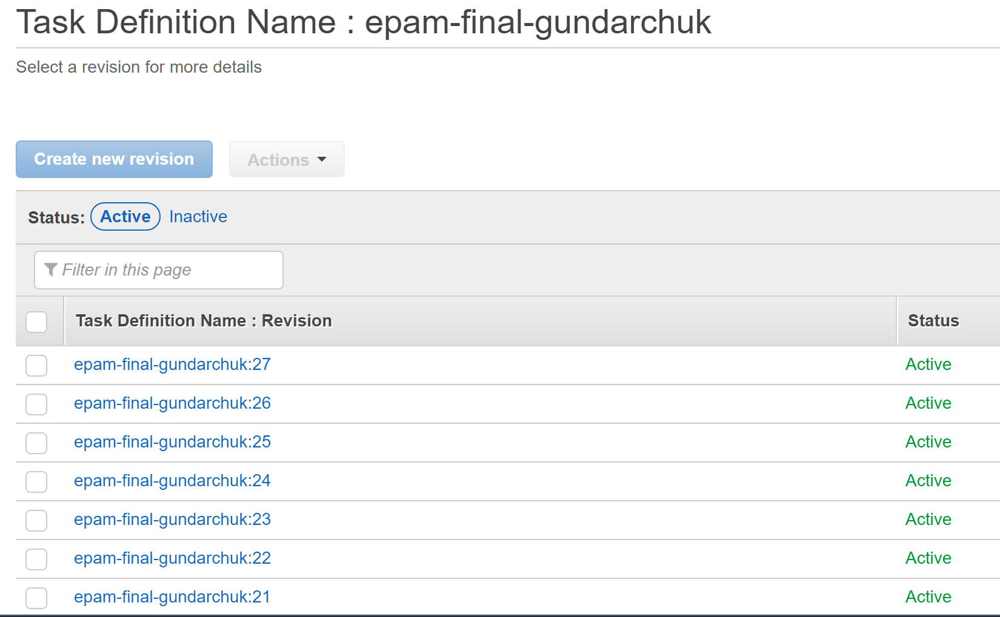 Task Definition Name : epam-final-gundarchuk
Select a revision for more details
Create new revision Actions
Status: Active Inactive
Filter in this page
Task Definition Name : Revision Status
epam-final-gundarchuk:27 Active
epam-final-gundarchuk:26 Active
epam-final-gundarchuk:25 Active
epam-final-gundarchuk:24 Active
epam-final-gundarchuk:23 Active
epam-final-gundarchuk:22 Active
epam-final-gundarchuk:21 Active